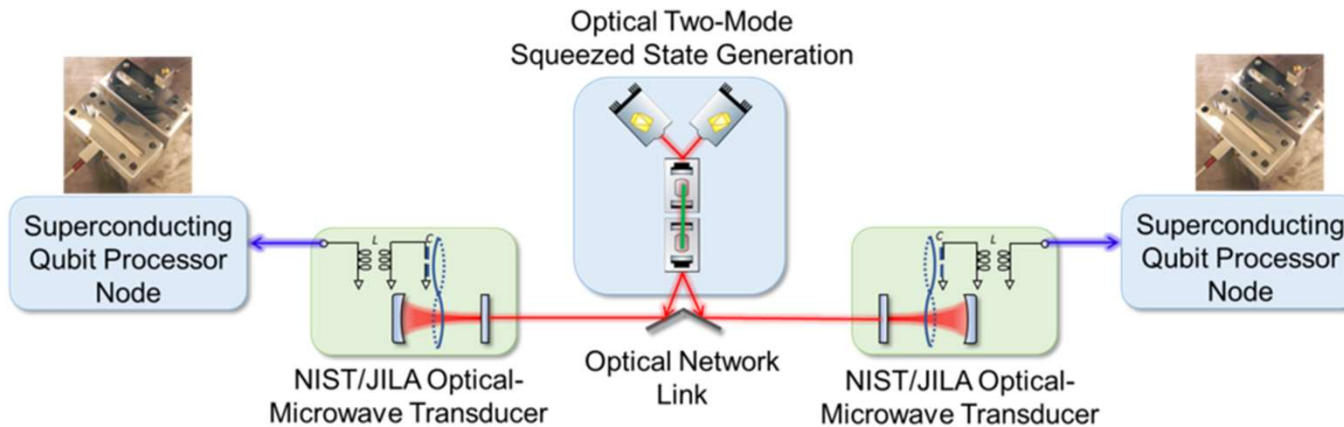 Optical Two-Mode
Squeezed State Generation
Superconducting
Qubit Processor
Node
L
C
NIST/JILA Optical-
Microwave Transducer
Optical Network
Link
C
L
NIST/JILA Optical-
Microwave Transducer
Superconducting
Qubit Processor
Node